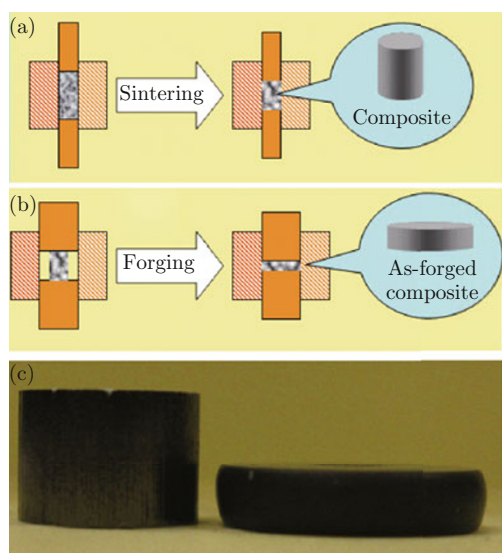 (a)
Sintering
Composite
(b)
Forging
As-forged
composite
(c)